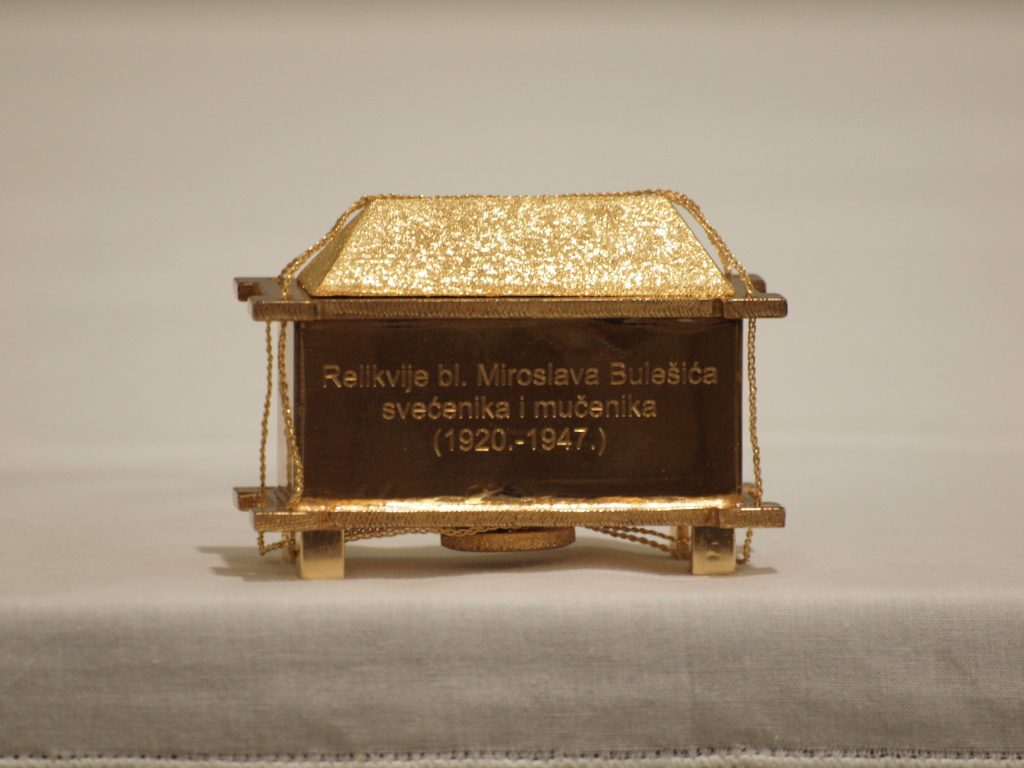 Relikvije bl. Miroslava Bulešića
svećenika i mučenika
(1920.-1947.)